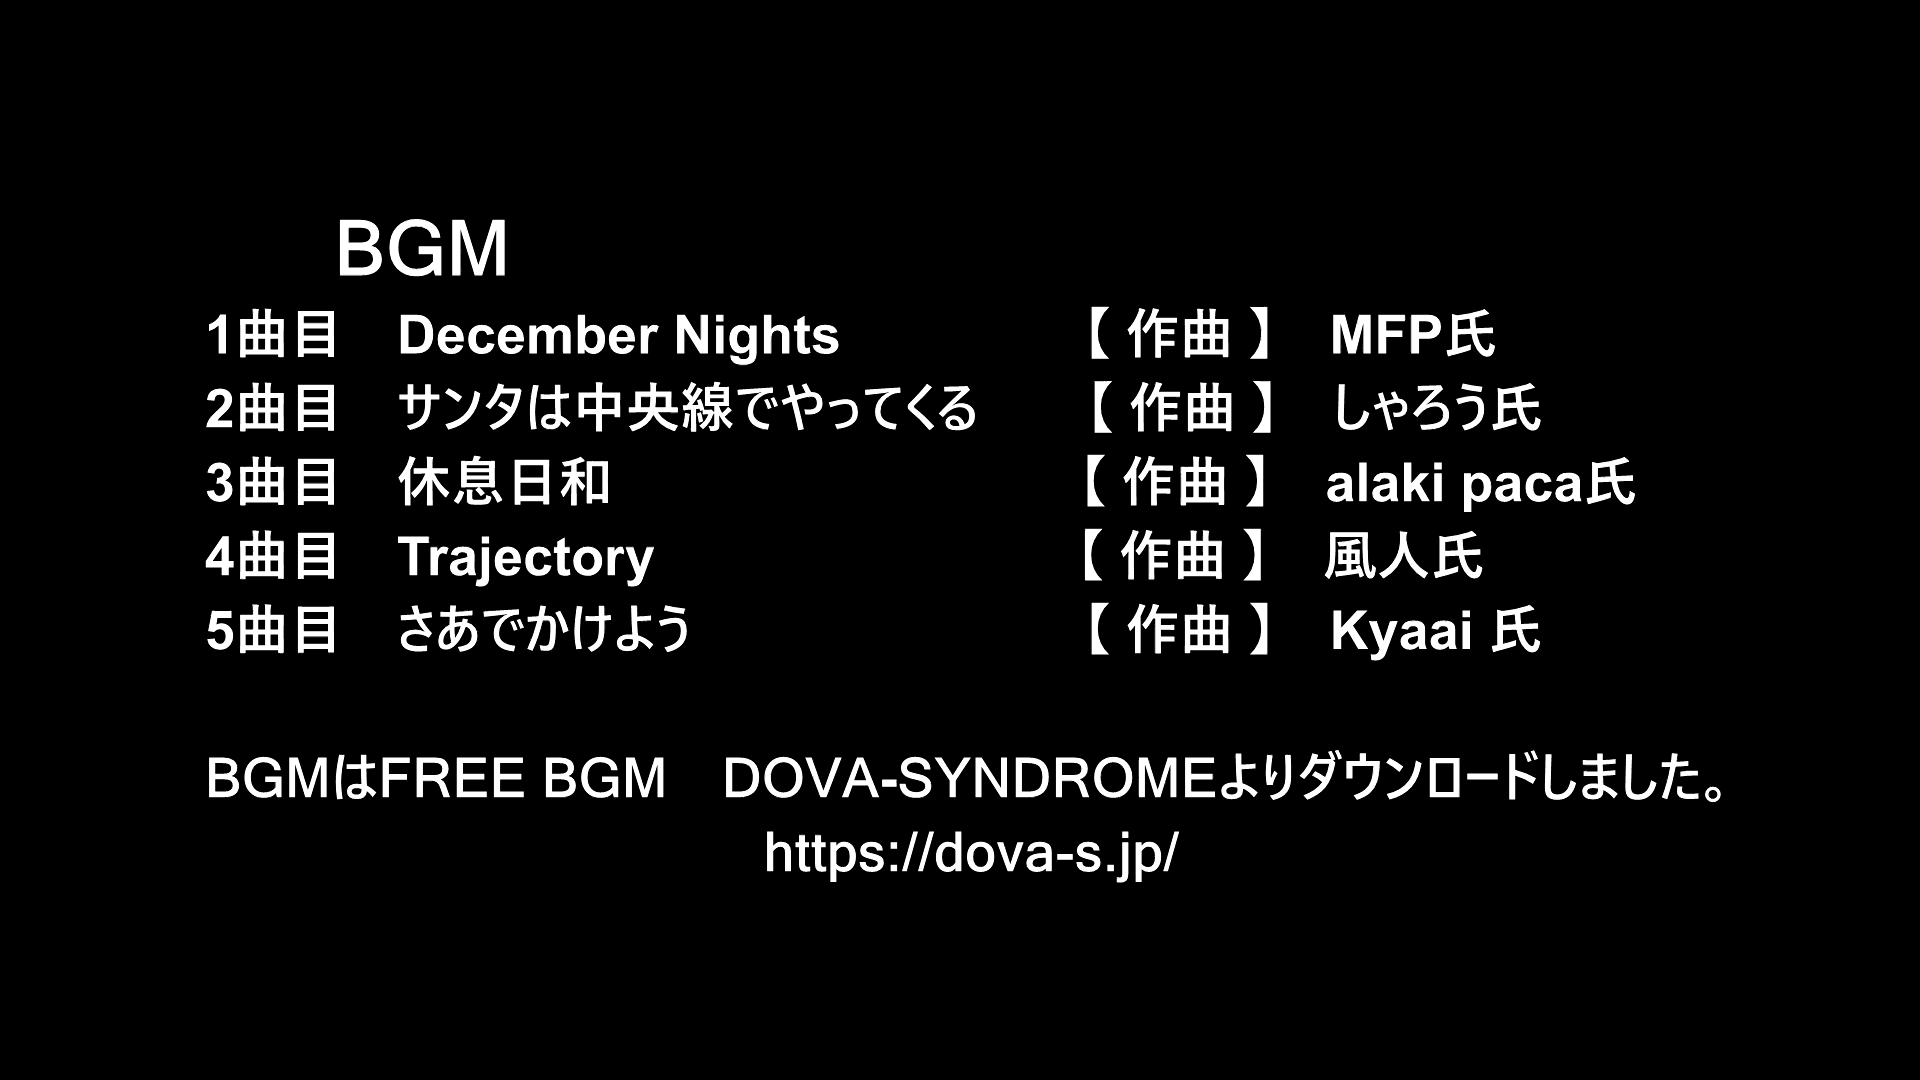 BGM
1曲目　December Nights　【 作曲 】　MFP氏
2曲目　サンタは中央線でやってくる　【 作曲 】　しゃろう氏
3曲目　休息日和　【 作曲 】　alaki paca氏
4曲目　Trajectory　【 作曲 】　風人氏
5曲目　さあでかけよう　【 作曲 】　Kyaai 氏
BGMはFREE BGM　DOVA-SYNDROMEよりダウンロードしました。
https://dova-s.jp/